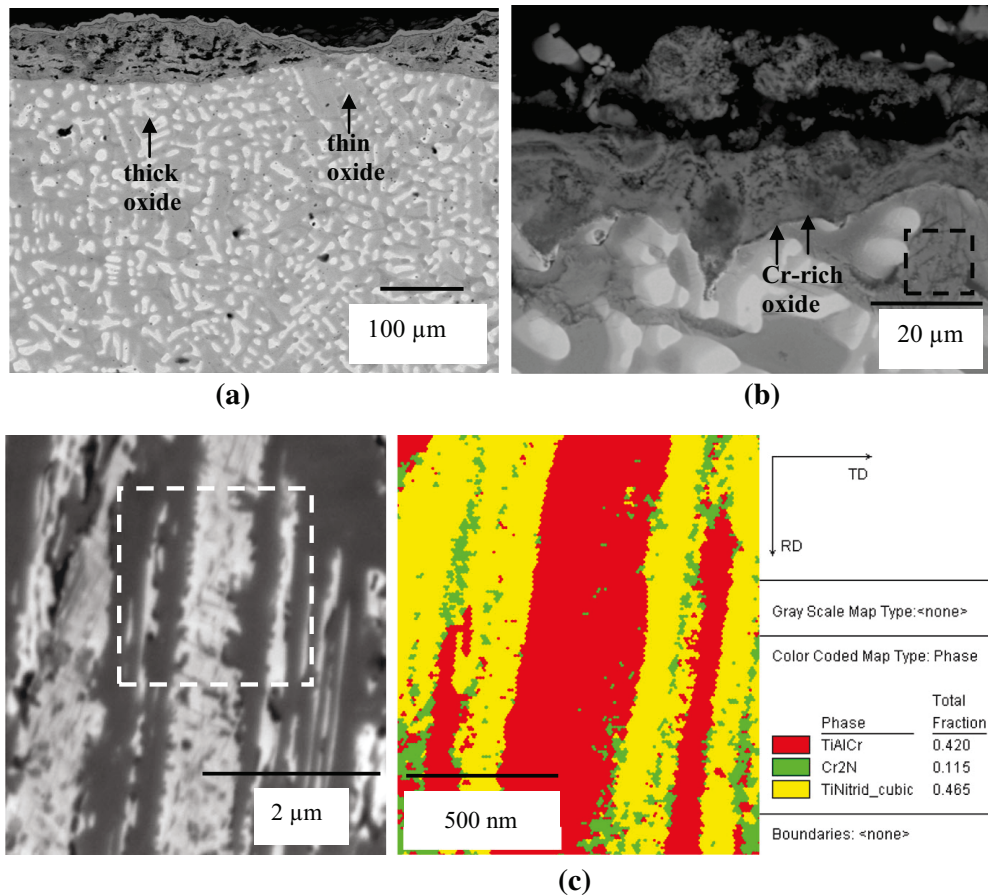 thick
oxide
thin
oxide
100 µm
(a)
Cr-rich
oxide
20 µm
(b)
2 µm
500 nm
TD
RD
Gray Scale Map Type:<none>
Color Coded Map Type: Phase
Total
Phase Fraction
TiAlCr 0.420
Cr2N 0.115
TiNitrid_cubic 0.465
Boundaries: <none>
(c)